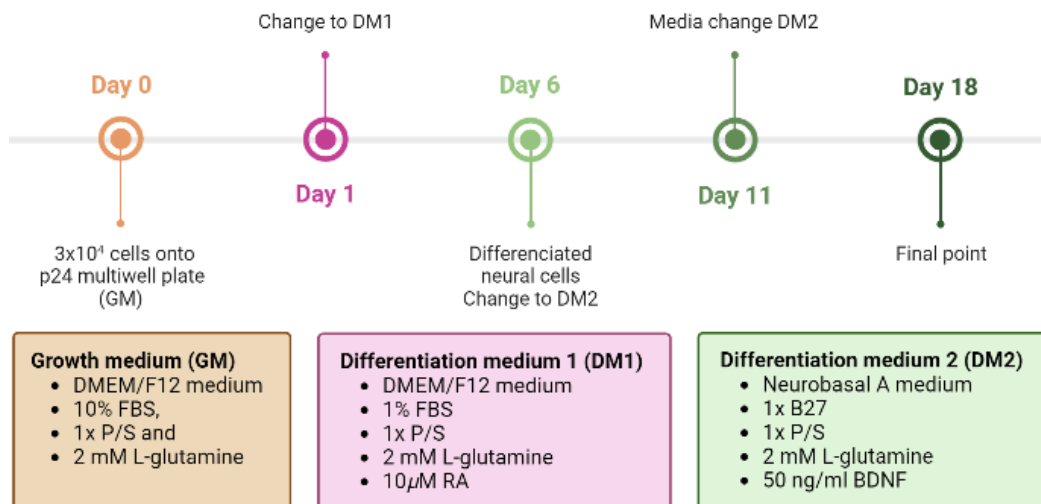 Change to DM1
Media change DM2
Day 0
Day 6
Day 18
Day 1
Day 11
3x10⁴ cells onto
p24 multiwell plate
(GM)
Differenciated
neural cells
Change to DM2
Final point
Growth medium (GM)
• DMEM/F12 medium
• 10% FBS,
• 1x P/S and
• 2 mM L-glutamine
Differentiation medium 1 (DM1)
• DMEM/F12 medium
• 1% FBS
• 1x P/S
• 2 mM L-glutamine
• 10µM RA
Differentiation medium 2 (DM2)
• Neurobasal A medium
• 1x B27
• 1x P/S
• 2 mM L-glutamine
• 50 ng/ml BDNF